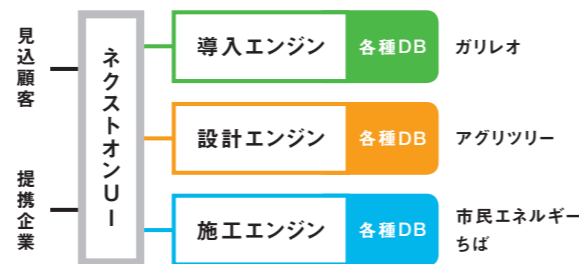 見込顧客
提携企業
ネクストオンUI
導入エンジン
各種DB
ガリレオ
設計エンジン
各種DB
アグリツリー
施工エンジン
各種DB
市民エネルギー
ちば